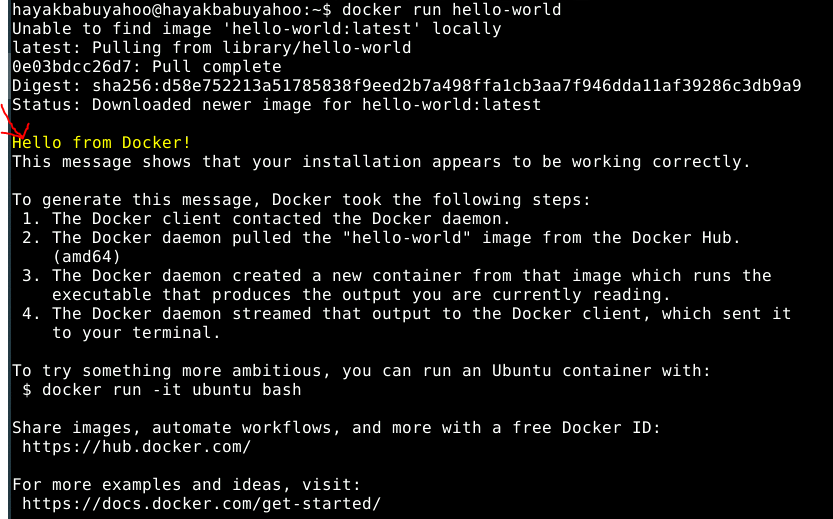 hayakbabuyahoo@hayakbabuyahoo:~$ docker run hello-world
Unable to find image 'hello-world:latest' locally
latest: Pulling from library/hello-world
0e03bdcc26d7: Pull complete
Digest: sha256:d58e752213a51785838f9eed2b7a498ffa1cb3aa7f946dda11af39286c3db9a9
Status: Downloaded newer image for hello-world:latest
Hello from Docker!
This message shows that your installation appears to be working correctly.
To generate this message, Docker took the following steps:
1. The Docker client contacted the Docker daemon.
2. The Docker daemon pulled the "hello-world" image from the Docker Hub.
(amd64)
3. The Docker daemon created a new container from that image which runs the
executable that produces the output you are currently reading.
4. The Docker daemon streamed that output to the Docker client, which sent it
to your terminal.
To try something more ambitious, you can run an Ubuntu container with:
$ docker run -it ubuntu bash
Share images, automate workflows, and more with a free Docker ID:
https://hub.docker.com/
For more examples and ideas, visit:
https://docs.docker.com/get-started/